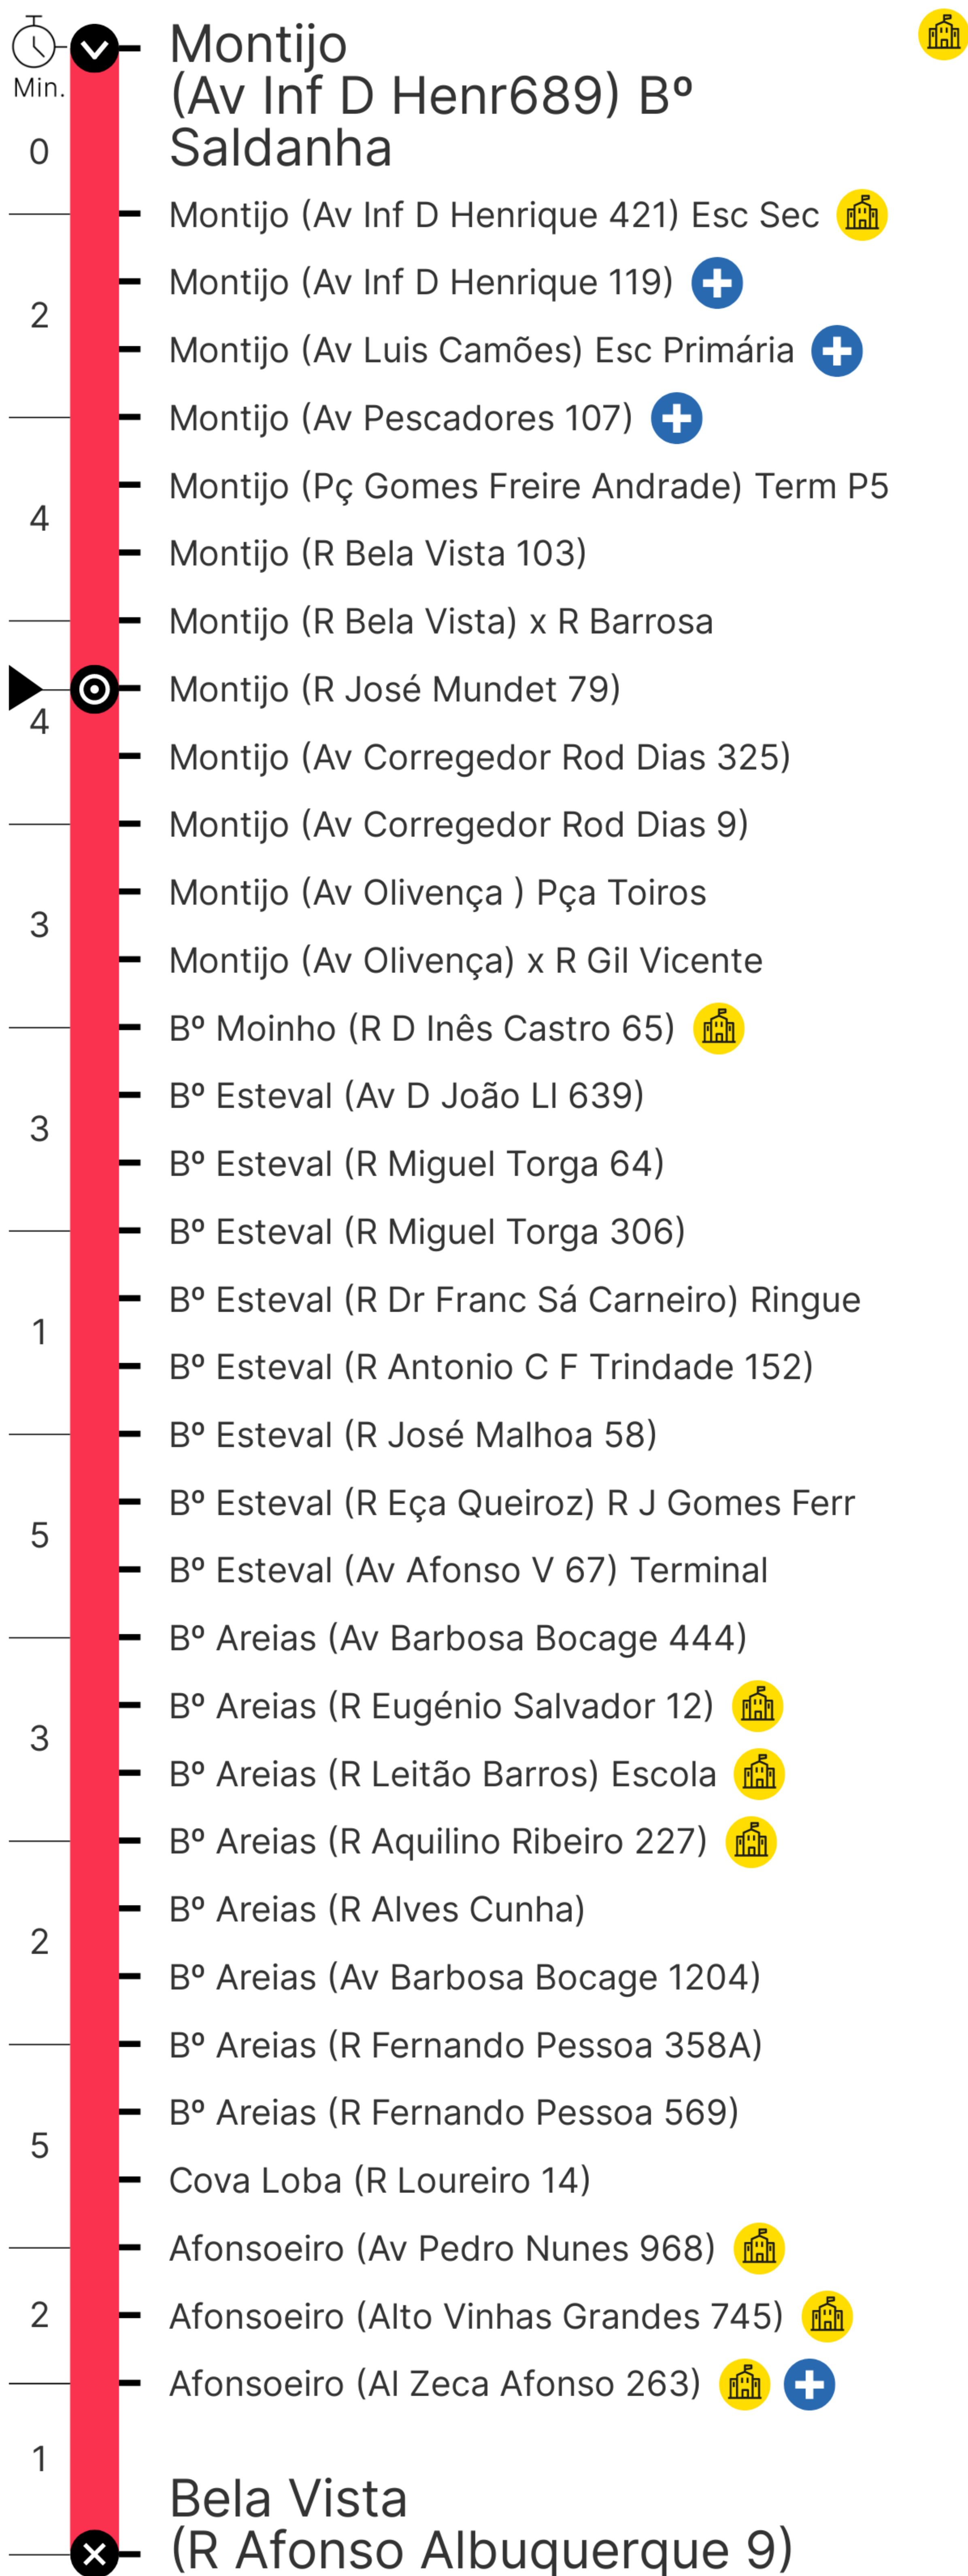 Montijo
Min.
(Av Inf D Henr689) Bº
0
Saldanha
Montijo (Av Inf D Henrique 421) Esc Sec
Montijo (Av Inf D Henrique 119)
2
Montijo (Av Luis Camões) Esc Primária
Montijo (Av Pescadores 107)
Montijo (Pç Gomes Freire Andrade) Term P5
4
Montijo (R Bela Vista 103)
Montijo (R Bela Vista) x R Barrosa
Montijo (R José Mundet 79)
4
Montijo (Av Corregedor Rod Dias 325)
Montijo (Av Corregedor Rod Dias 9)
Montijo (Av Olivença ) Pça Toiros
3
Montijo (Av Olivença) x R Gil Vicente
Bº Moinho (R D Inês Castro 65)
Bº Esteval (Av D João Ll 639)
3
Bº Esteval (R Miguel Torga 64)
Bº Esteval (R Miguel Torga 306)
Bº Esteval (R Dr Franc Sá Carneiro) Ringue
1
Bº Esteval (R Antonio C F Trindade 152)
Bº Esteval (R José Malhoa 58)
Bº Esteval (R Eça Queiroz) R J Gomes Ferr
5
Bº Esteval (Av Afonso V 67) Terminal
Bº Areias (Av Barbosa Bocage 444)
Bº Areias (R Eugénio Salvador 12)
3
Bº Areias (R Leitão Barros) Escola
Bº Areias (R Aquilino Ribeiro 227)
Bº Areias (R Alves Cunha)
2
Bº Areias (Av Barbosa Bocage 1204)
Bº Areias (R Fernando Pessoa 358A)
Bº Areias (R Fernando Pessoa 569)
5
Cova Loba (R Loureiro 14)
Afonsoeiro (Av Pedro Nunes 968)
2
Afonsoeiro (Alto Vinhas Grandes 745)
Afonsoeiro (Al Zeca Afonso 263)
1
Bela Vista
(R Afonso Albuquerque 9)